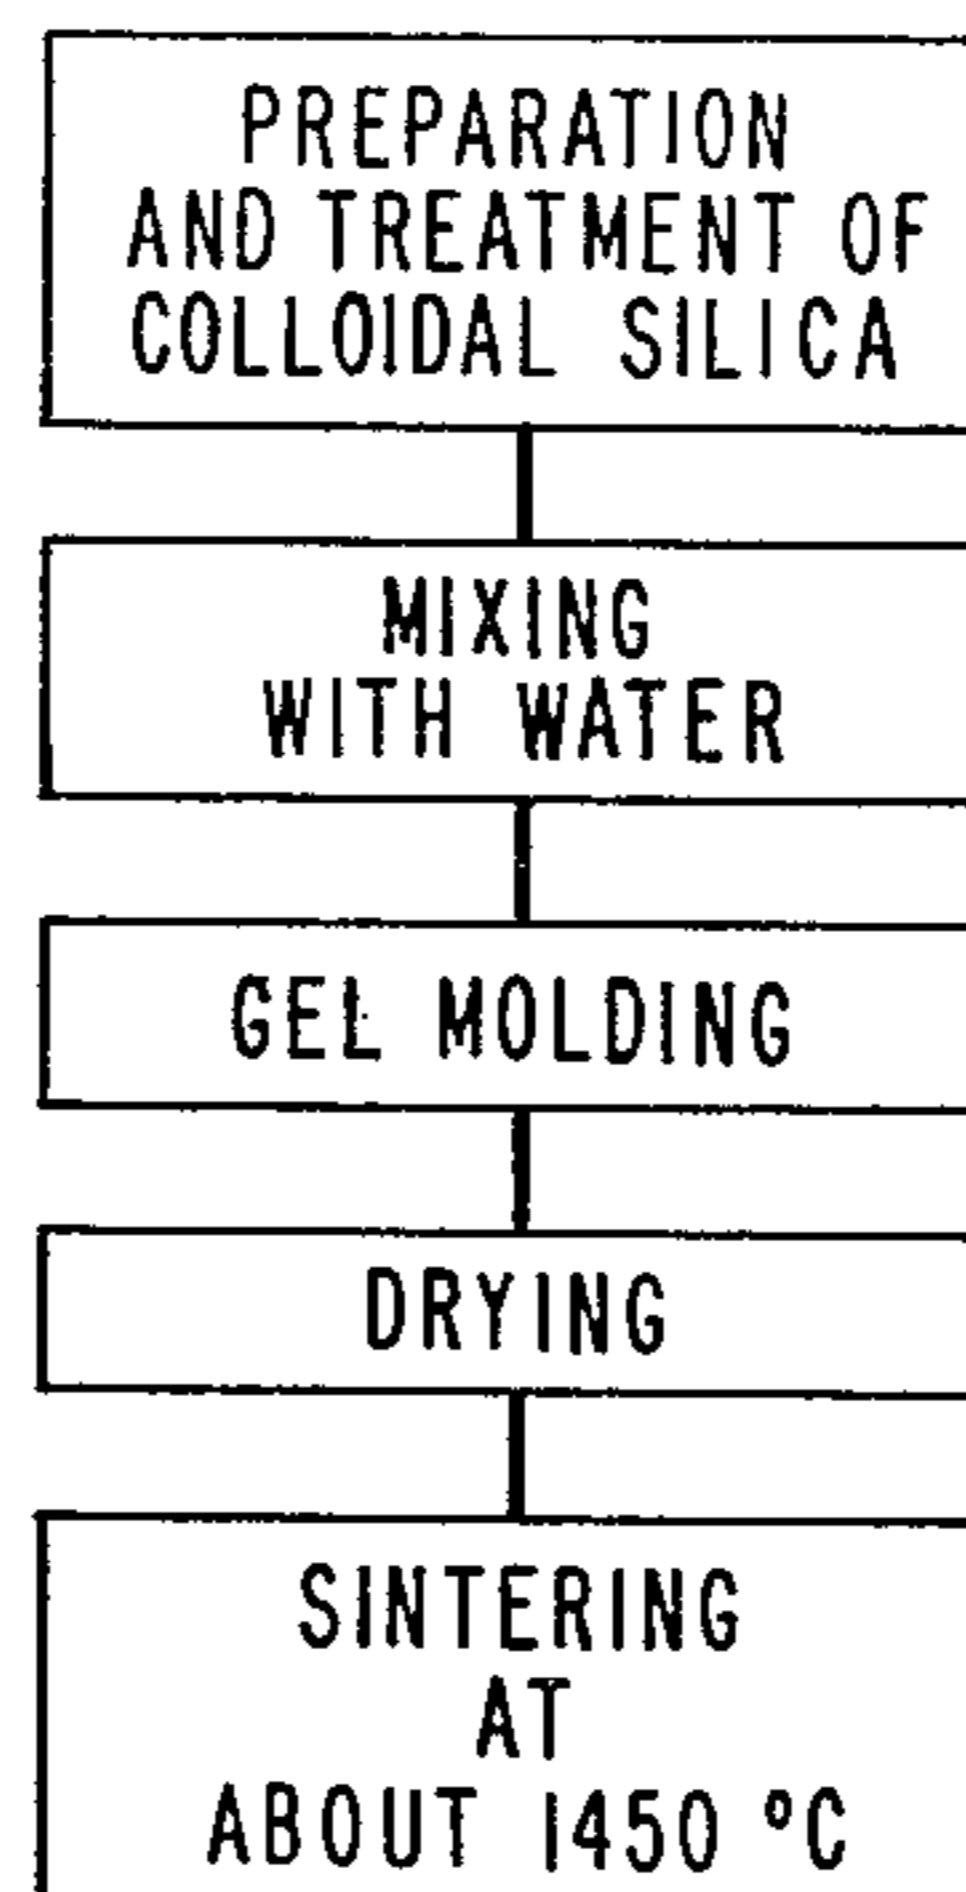 PREPARATION
AND TREATMENT OF
COLLOIDAL SILICA
MIXING
WITH WATER
GEL MOLDING
DRYING
SINTERING
AT
ABOUT 1450 °C